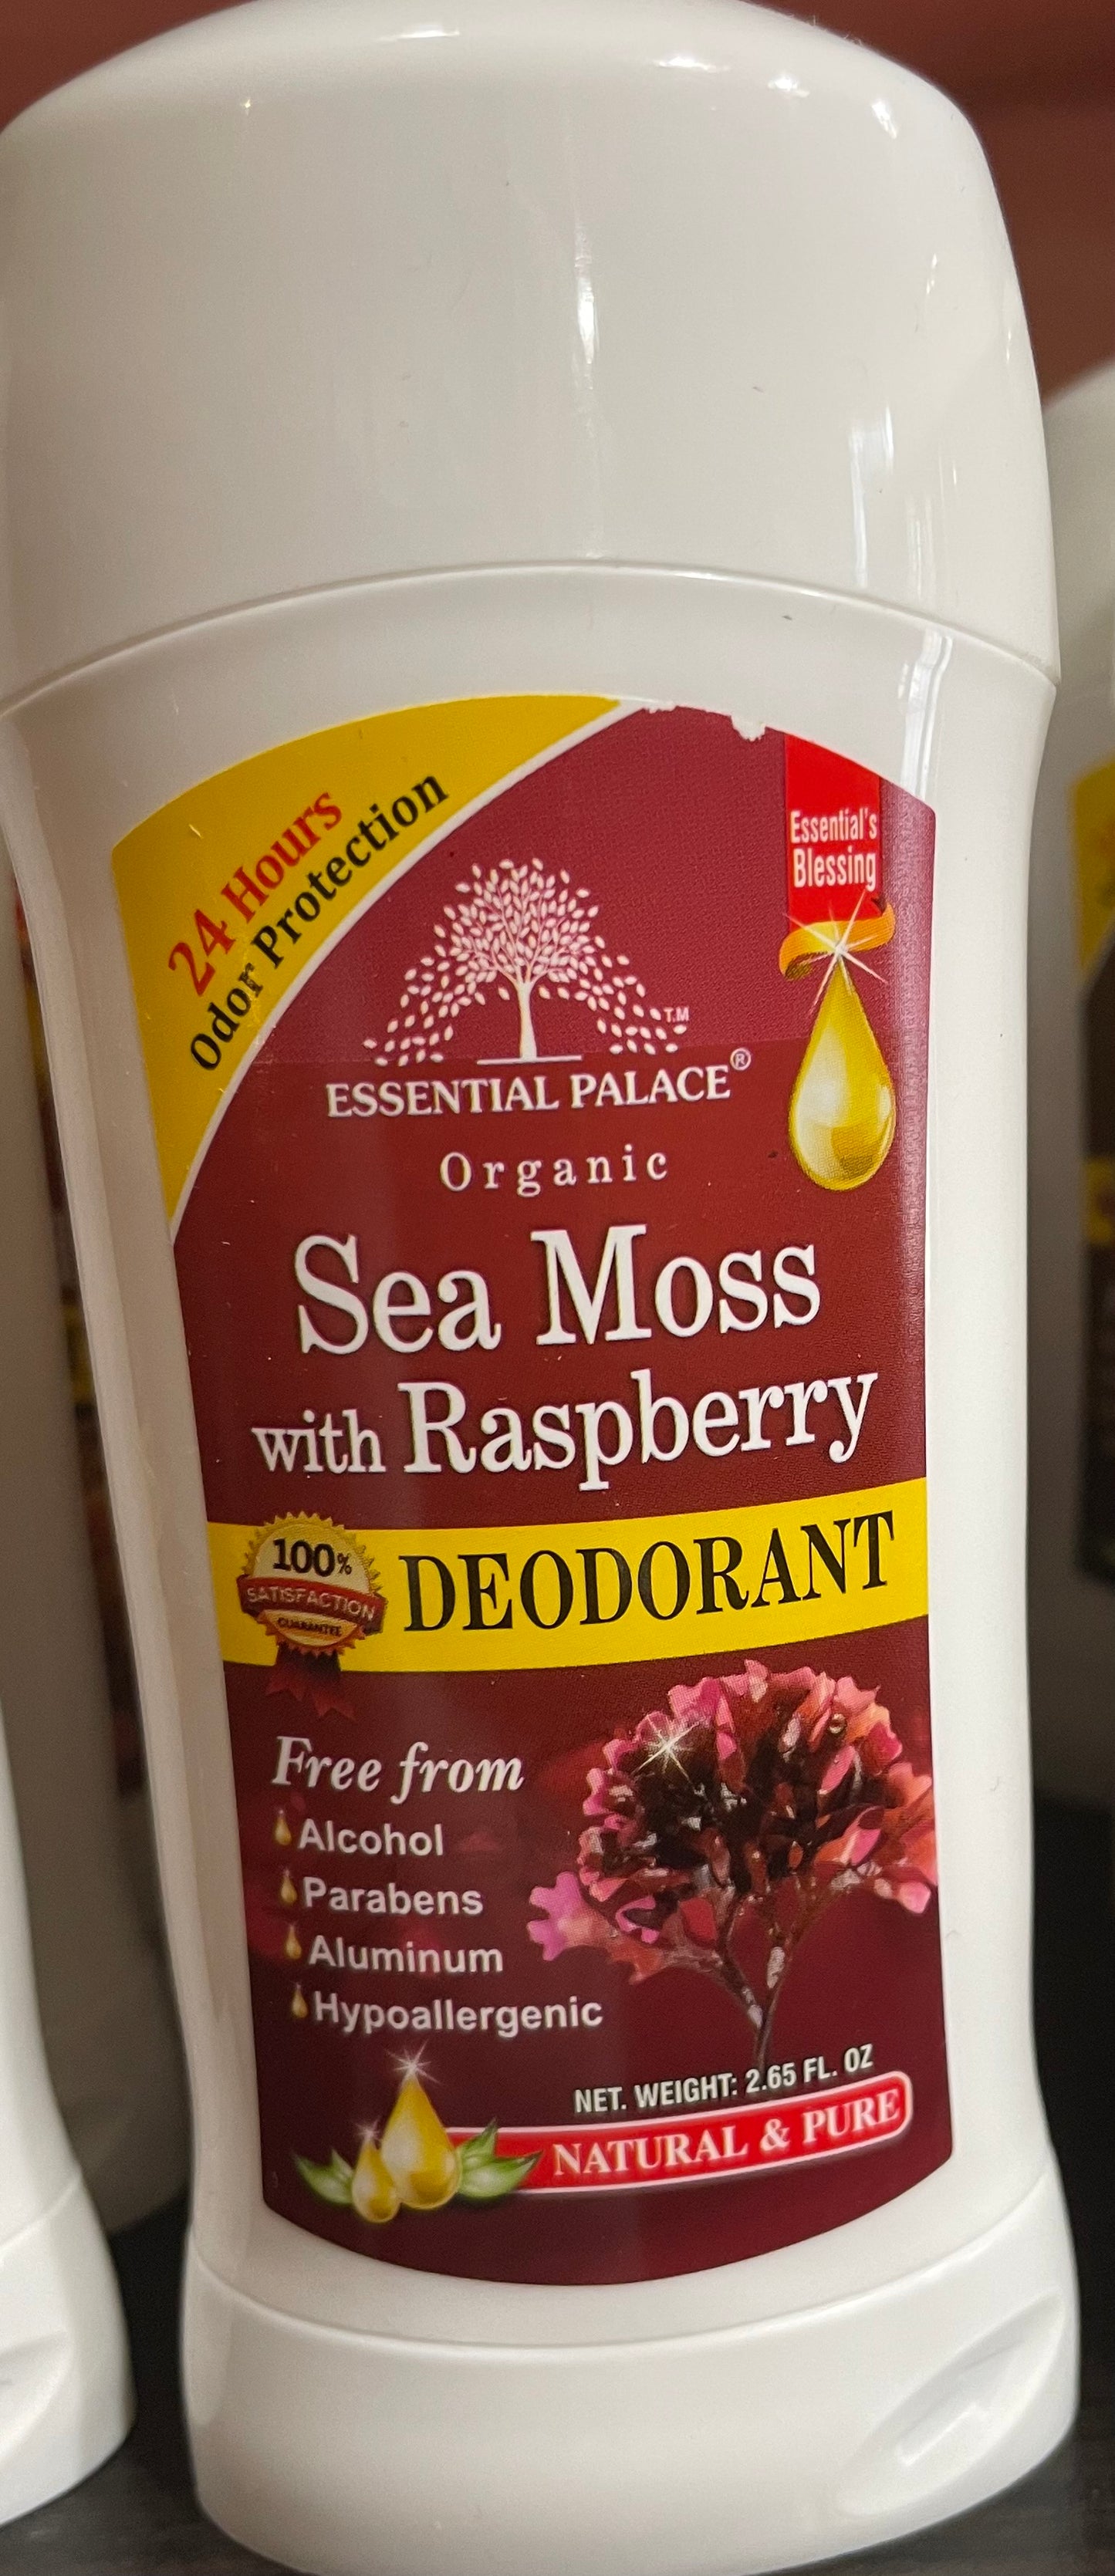 24 Hours
Odor Protection
Essential's
Blessing
T.M
ESSENTIAL PALACE®
Organic
Sea Moss
with Raspberry
100%
SATISFACTION
GUARANTEE
DEODORANT
Free from
Alcohol
Parabens
Aluminum
Hypoallergenic
NET. WEIGHT: 2.65 FL. OZ
NATURAL & PURE